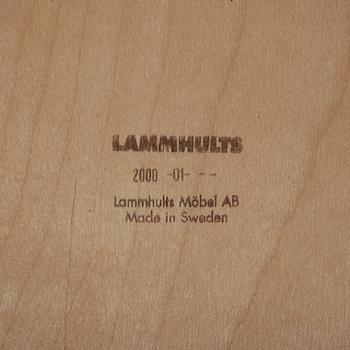 LAMMHULTS
2000 -01- - -
Lammhults Möbel AB
Made in Sweden